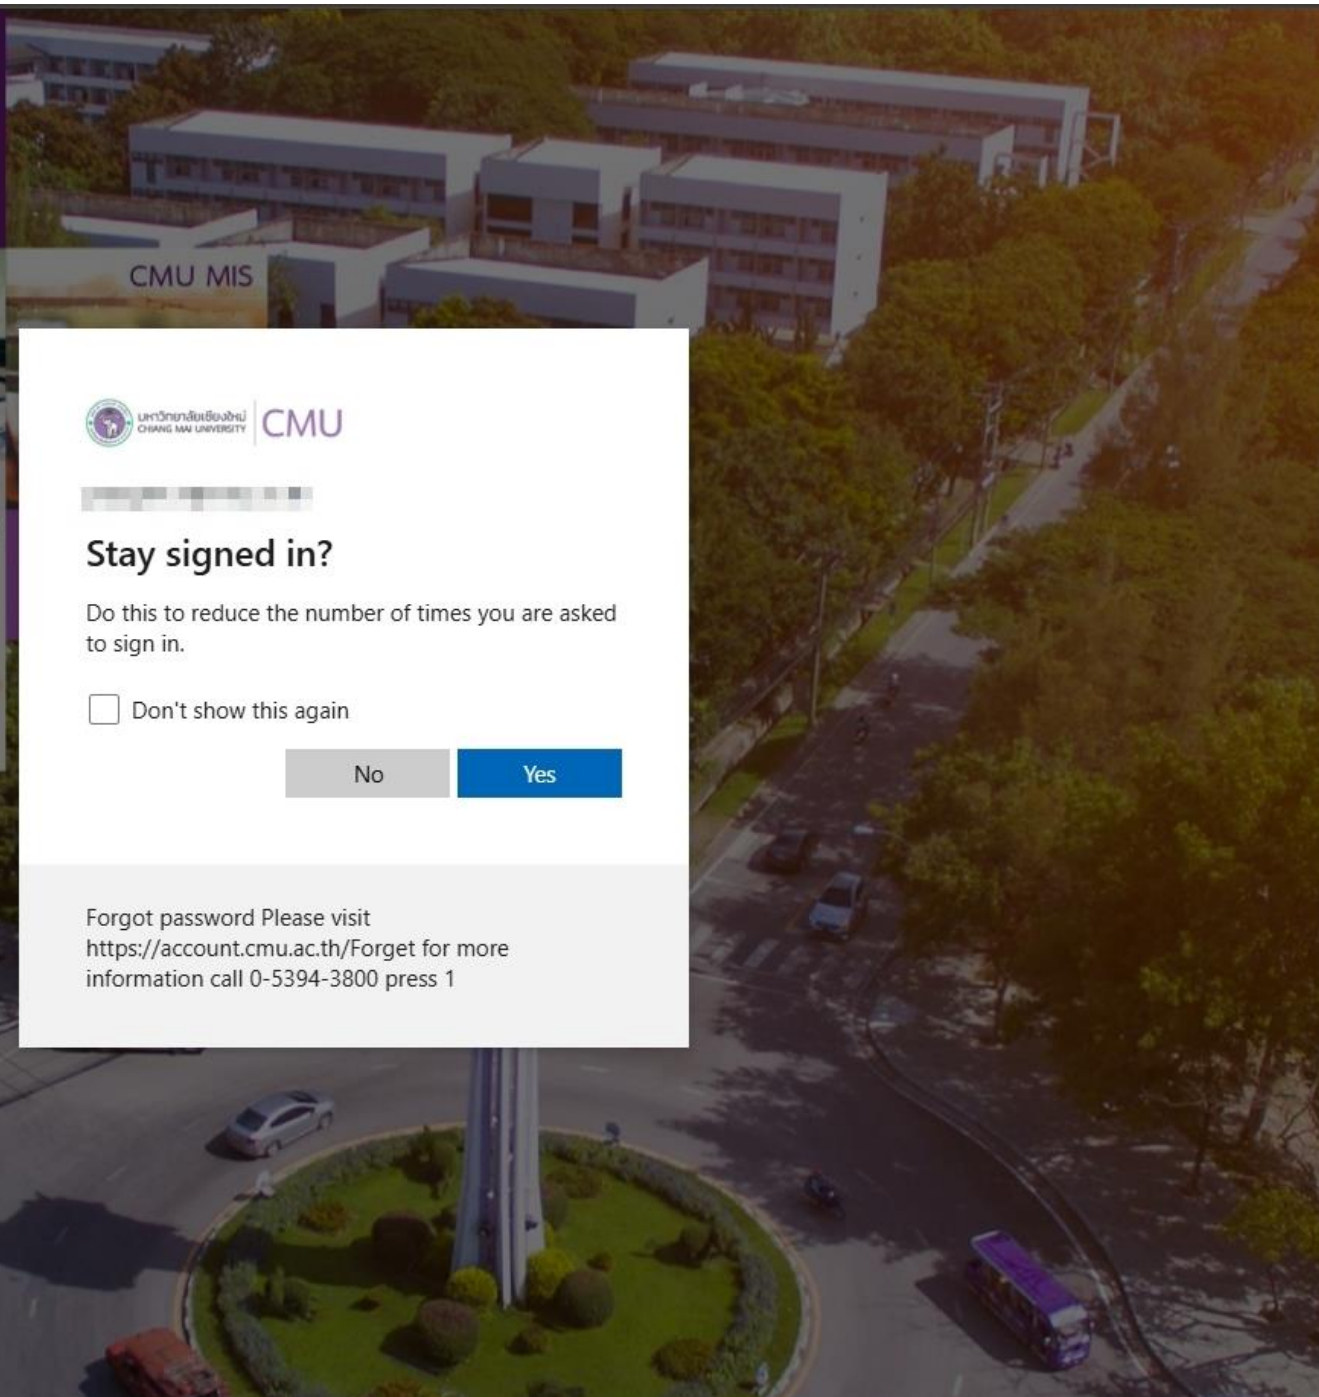 CMU MIS
มหาวิทยาลัยเชียงใหม่
CHIANG MAI UNIVERSITY
CMU
Stay signed in?
Do this to reduce the number of times you are asked
to sign in.
Don't show this again
No
Yes
Forgot password Please visit
https://account.cmu.ac.th/Forget for more
information call 0-5394-3800 press 1